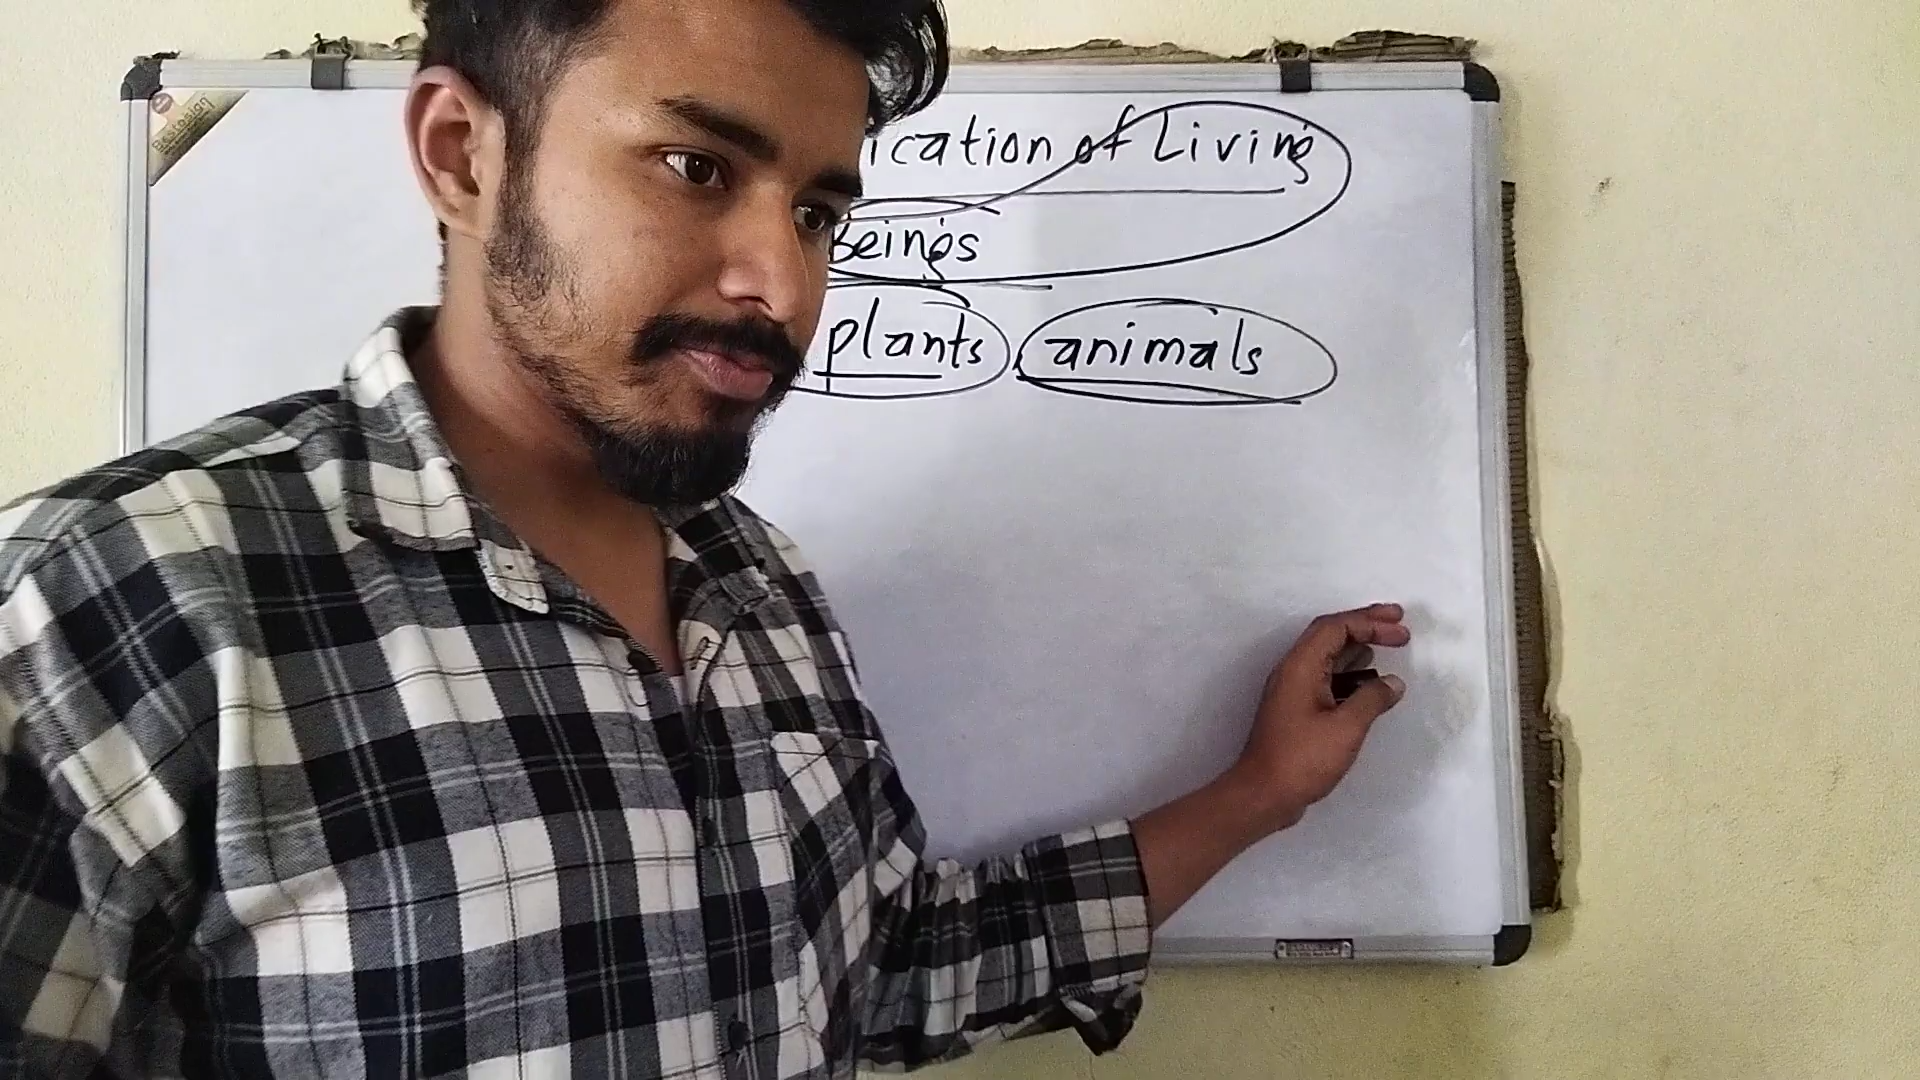 ication of Living
Beings
plants, animals